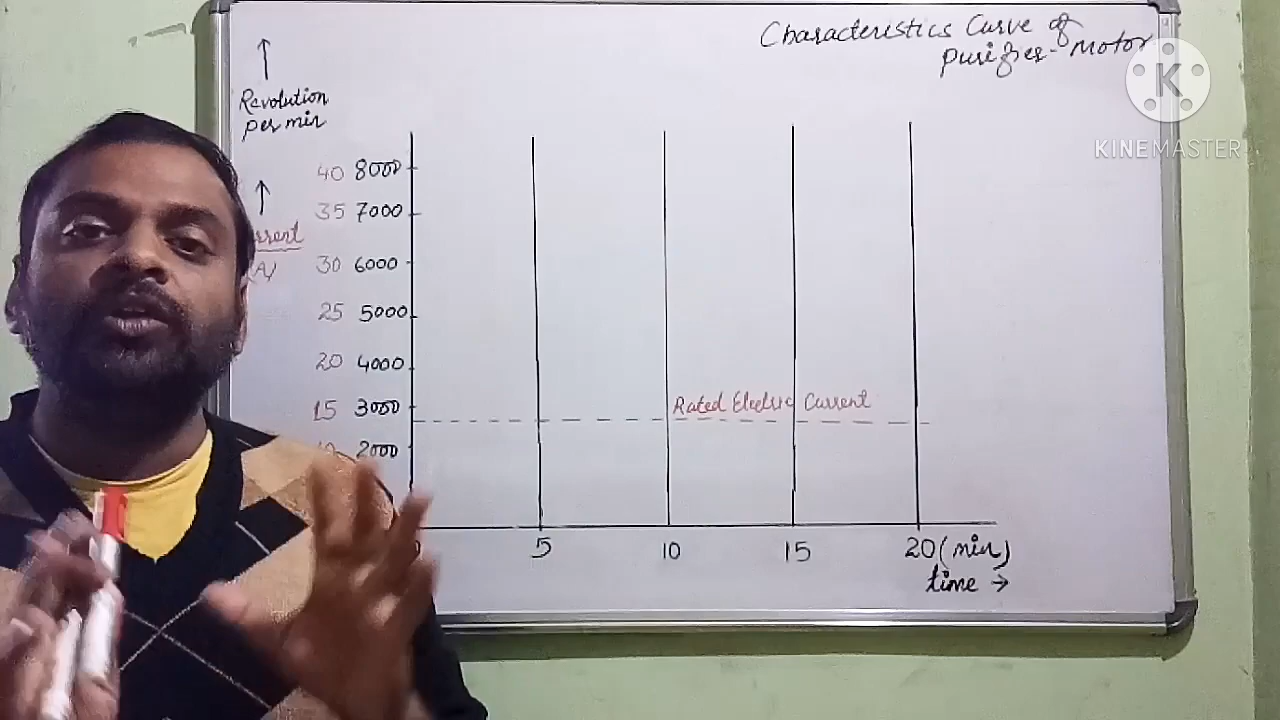 Characteristics Curve of
Purifier-Motor
K
KINEMASTER
Revolution
per min
40 8000
35 7000
(A)
30 6000
25 5000
20 4000
15 3000
Rated Electric Current
2000
5 10 15 20 (min)
time →